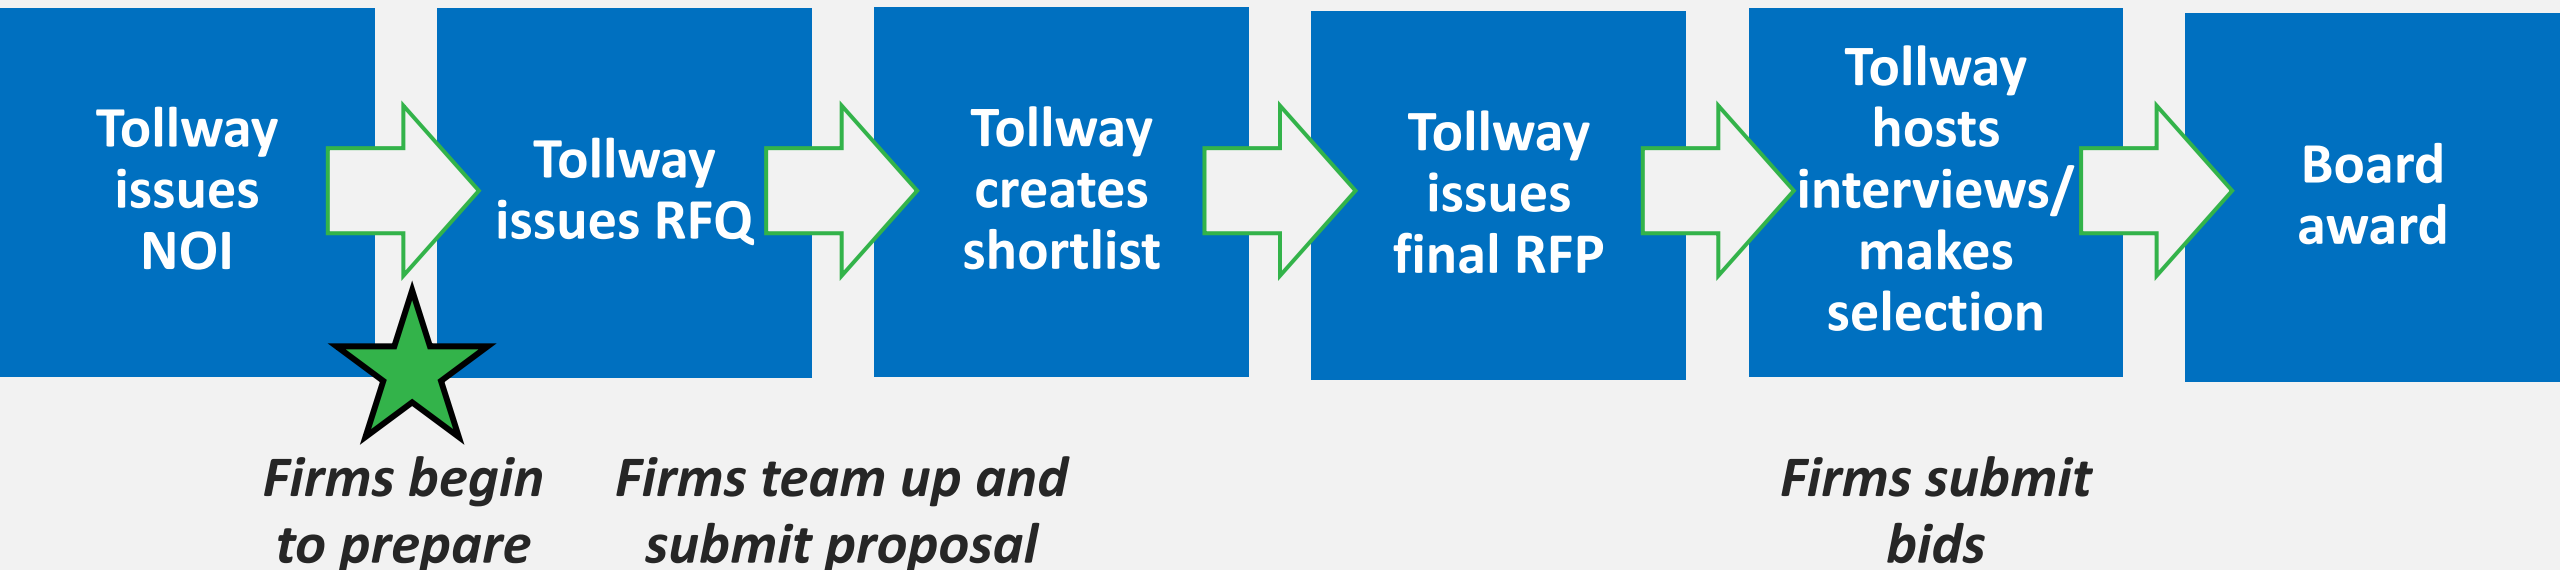 Tollway
issues
NOI
Tollway
issues RFQ
Tollway
creates
shortlist
Tollway
issues
final RFP
Tollway
hosts
interviews/
makes
selection
Board
award
Firms begin
to prepare
Firms team up and
submit proposal
Firms submit
bids